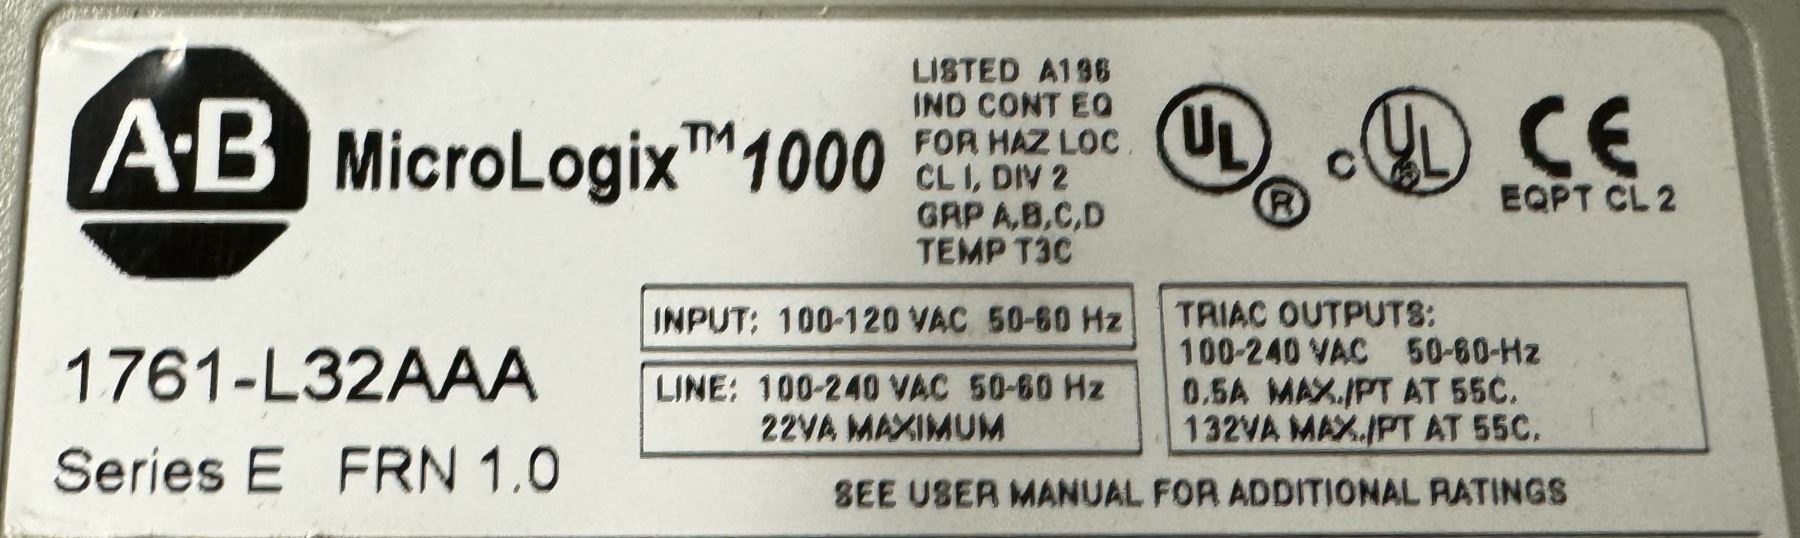 A·B
MicroLogix™ 1000
LISTED A196
IND CONT EQ
FOR HAZ LOC.
CL I, DIV 2
GRP A,B,C,D
TEMP T3C
UL
®
c UL
CE
EQPT CL 2
1761-L32AAA
Series E FRN 1.0
INPUT: 100-120 VAC 50-60 Hz
LINE: 100-240 VAC 50-60 Hz
22VA MAXIMUM
TRIAC OUTPUTS:
100-240 VAC 50-60-Hz
0.5A MAX./PT AT 55C.
132VA MAX./PT AT 55C.
SEE USER MANUAL FOR ADDITIONAL RATINGS